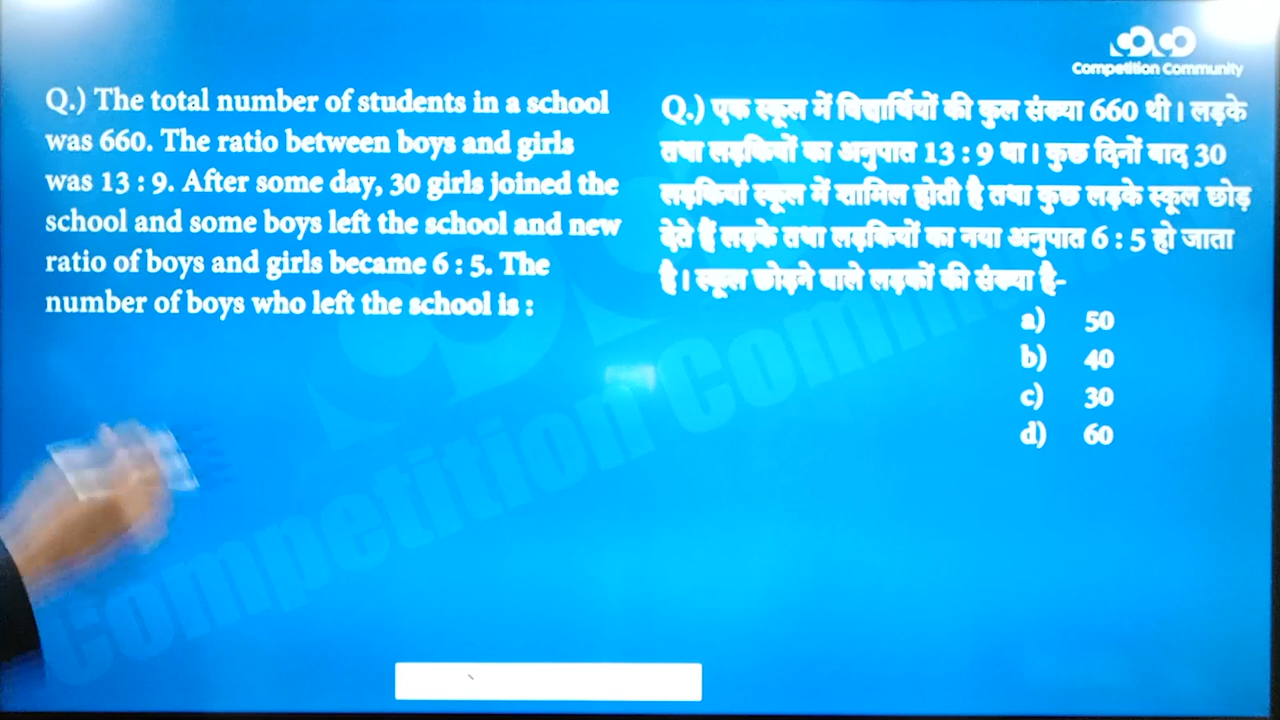 Competition Community
Q.) The total number of students in a school
was 660. The ratio between boys and girls
was 13 : 9. After some day, 30 girls joined the
school and some boys left the school and new
ratio of boys and girls became 6 : 5. The
number of boys who left the school is :
Q.) एक स्कूल में विद्यार्थियों की कुल संख्या 660 थी। लड़के
तथा लड़कियों का अनुपात 13 : 9 था। कुछ दिनों बाद 30
लड़कियां स्कूल में शामिल होती है तथा कुछ लड़के स्कूल छोड़
देते हैं लड़के तथा लड़कियों का नया अनुपात 6 : 5 हो जाता
है। स्कूल छोड़ने वाले लड़कों की संख्या है-
a) 50
b) 40
c) 30
d) 60
Competition Community